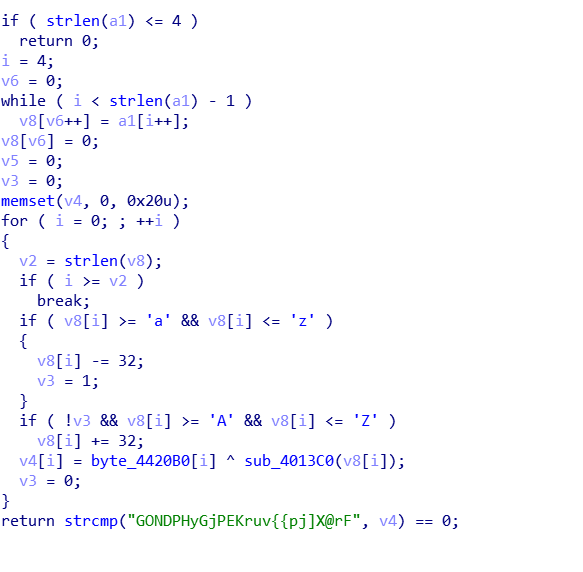 if ( strlen(a1) <= 4 )
return 0;
i = 4;
v6 = 0;
while ( i < strlen(a1) - 1 )
v8[v6++] = a1[i++];
v8[v6] = 0;
v5 = 0;
v3 = 0;
memset(v4, 0, 0x20u);
for ( i = 0; ; ++i )
{
v2 = strlen(v8);
if ( i >= v2 )
break;
if ( v8[i] >= 'a' && v8[i] <= 'z' )
{
v8[i] -= 32;
v3 = 1;
}
if ( !v3 && v8[i] >= 'A' && v8[i] <= 'Z' )
v8[i] += 32;
v4[i] = byte_4420B0[i] ^ sub_4013C0(v8[i]);
v3 = 0;
}
return strcmp("GONDPHyGjPEKruv{{pj]X@rF", v4) == 0;